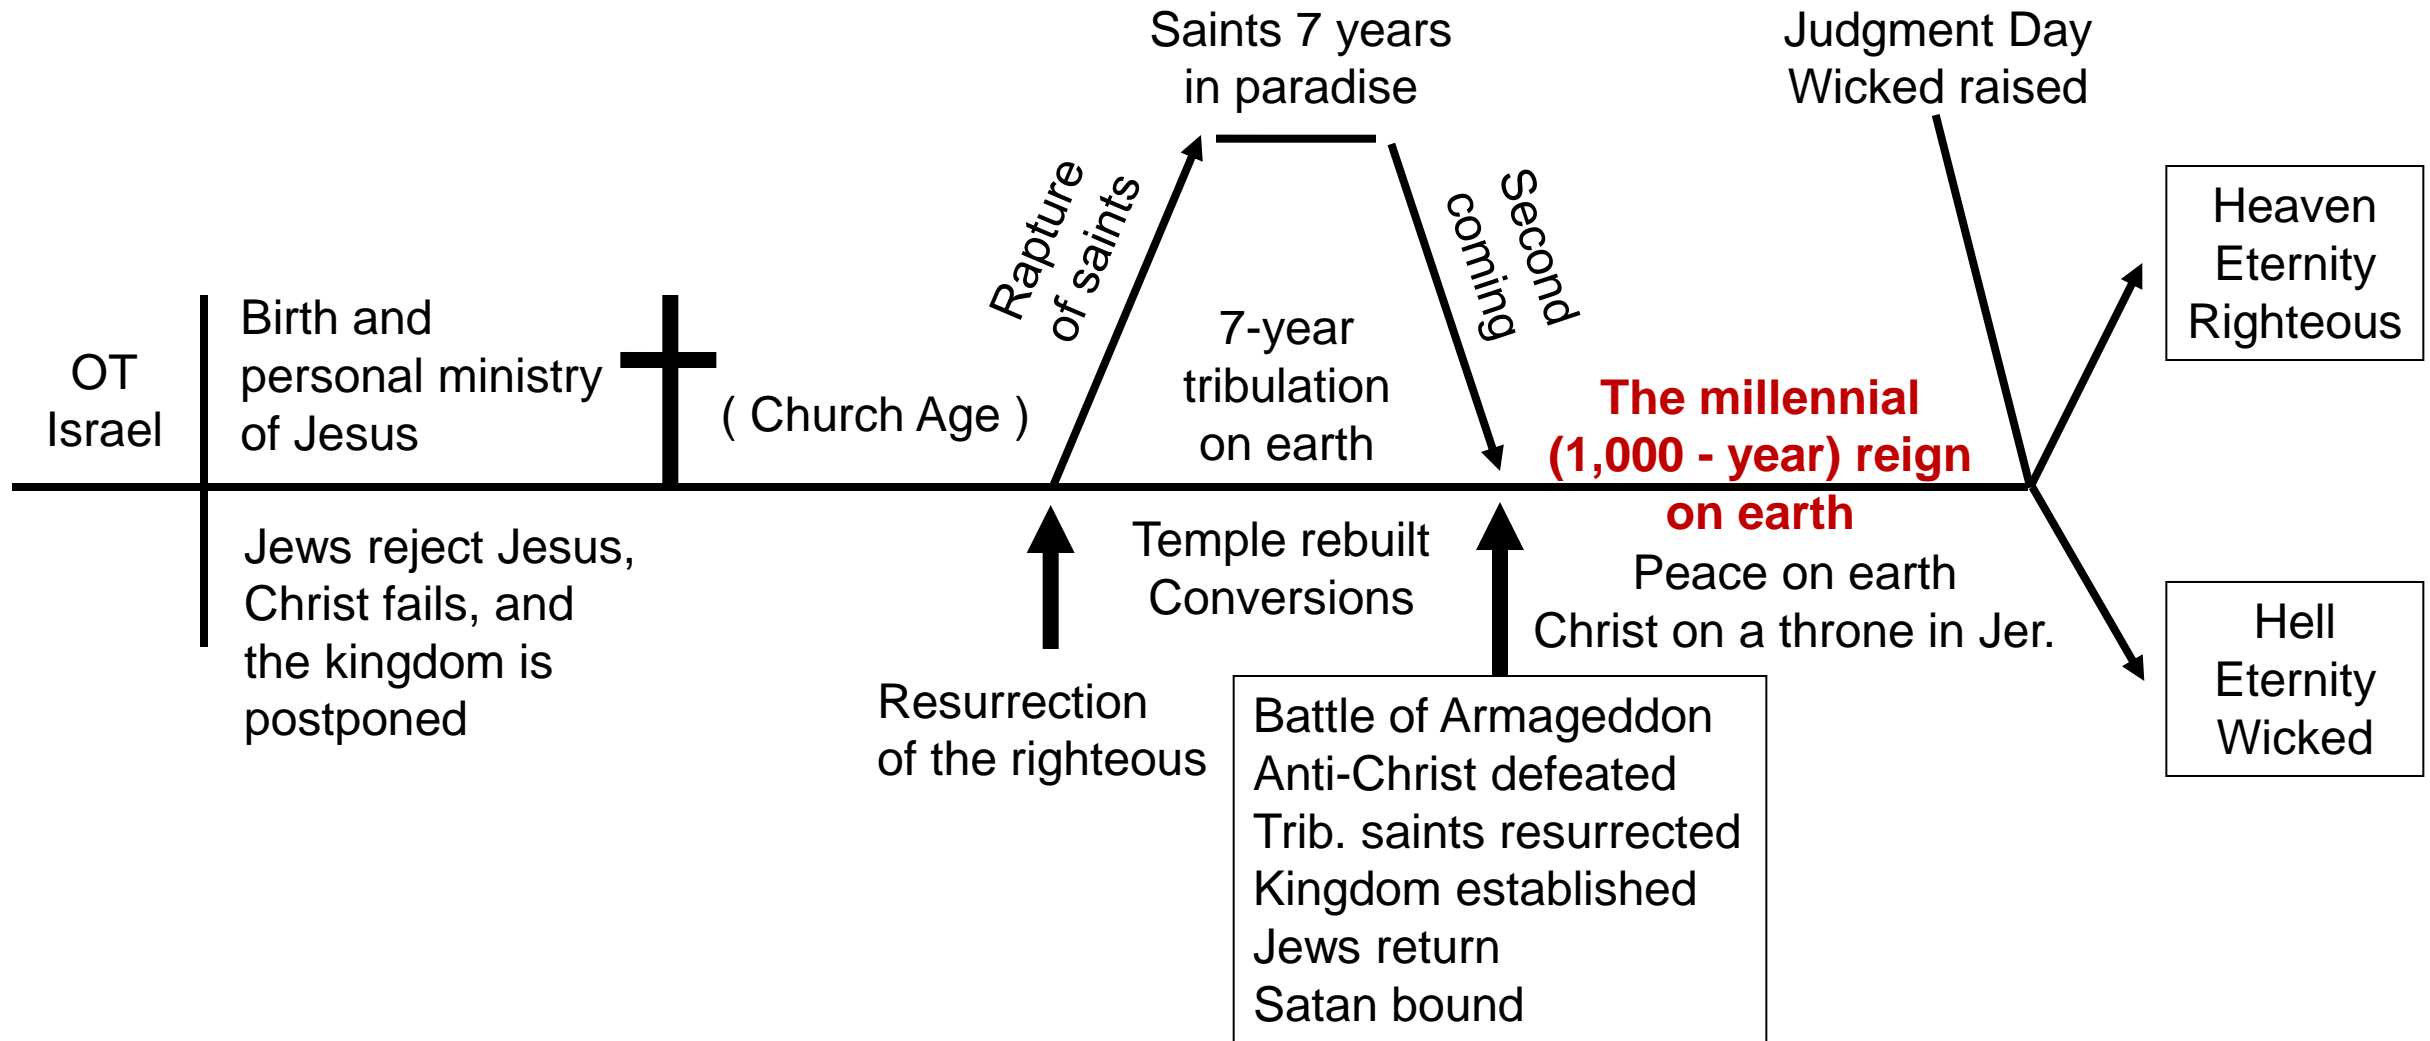 Saints 7 years
in paradise
Judgment Day
Wicked raised
Rapture
of saints
Second
coming
Heaven
Eternity
Righteous
OT
Israel
Birth and
personal ministry
of Jesus
( Church Age )
7-year
tribulation
on earth
The millennial
(1,000 - year) reign
on earth
Jews reject Jesus,
Christ fails, and
the kingdom is
postponed
Temple rebuilt
Conversions
Peace on earth
Christ on a throne in Jer.
Resurrection
of the righteous
Battle of Armageddon
Anti-Christ defeated
Trib. saints resurrected
Kingdom established
Jews return
Satan bound
Hell
Eternity
Wicked